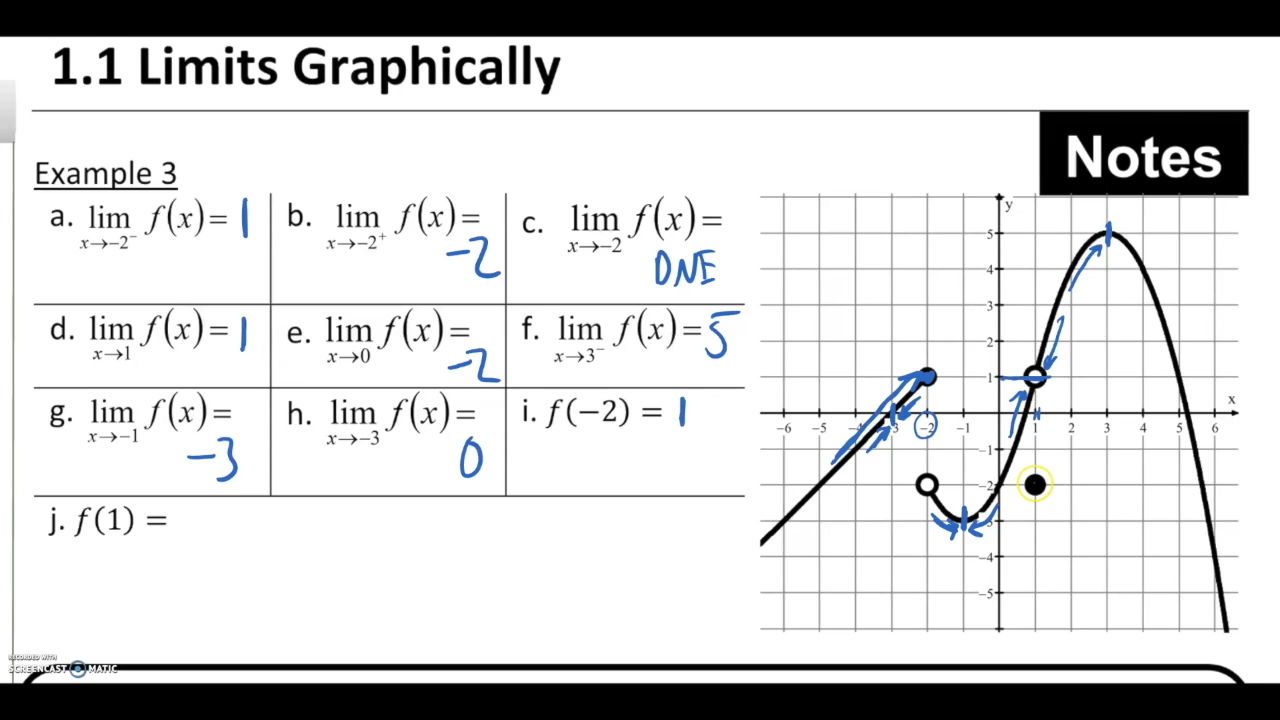 1.1 Limits Graphically
Notes
Example 3
a. lim x→-2⁻ f(x) = 1
b. lim x→-2⁺ f(x) = -2
c. lim x→-2 f(x) = DNE
d. lim x→1 f(x) = 1
e. lim x→0 f(x) = -2
f. lim x→3⁻ f(x) = 5
g. lim x→-1 f(x) = -3
h. lim x→-3 f(x) = 0
i. f(-2) = 1
j. f(1) =
y
5
4
3
2
1
x
-6 -5 -4 -3 -2 -1 2 3 4 5 6
-1
-2
-3
-4
-5
RECORDED WITH
SCREENCAST MATIC